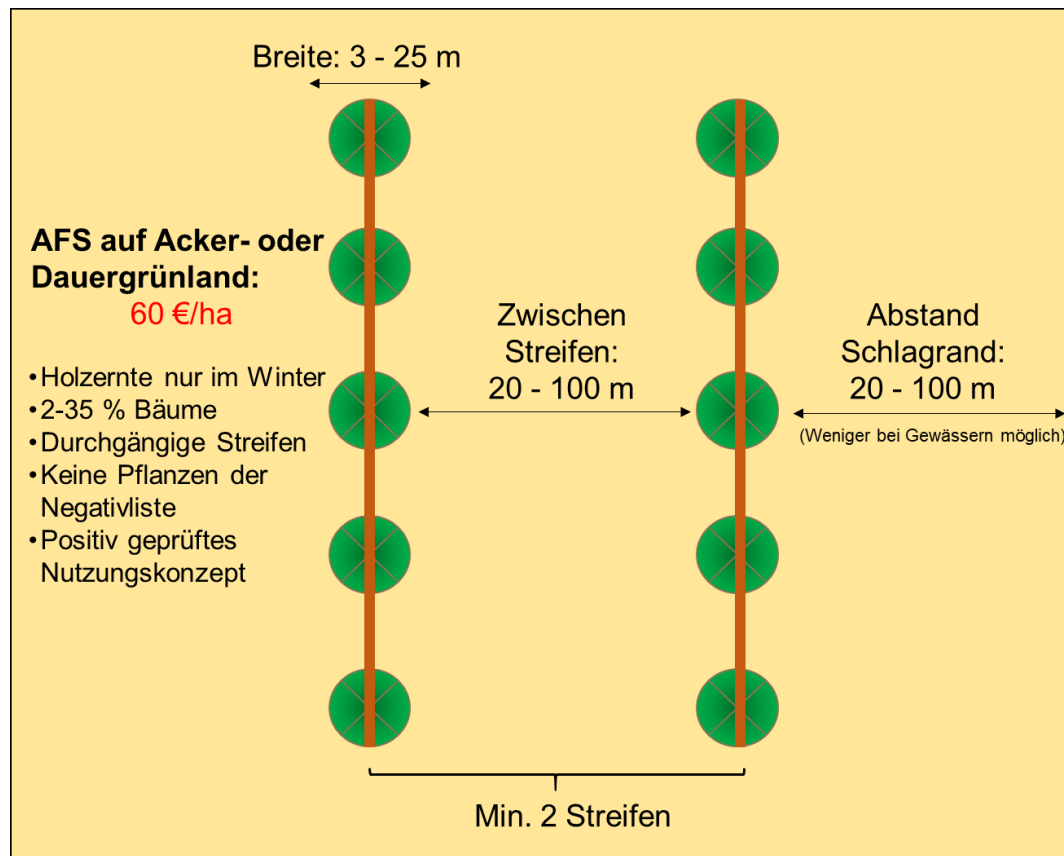 Breite: 3 - 25 m
AFS auf Acker- oder
Dauergrünland:
60 €/ha
•Holzernte nur im Winter
•2-35 % Bäume
•Durchgängige Streifen
•Keine Pflanzen der
Negativliste
•Positiv geprüftes
Nutzungskonzept
Zwischen
Streifen:
20 - 100 m
Abstand
Schlagrand:
20 - 100 m
(Weniger bei Gewässern möglich)
Min. 2 Streifen